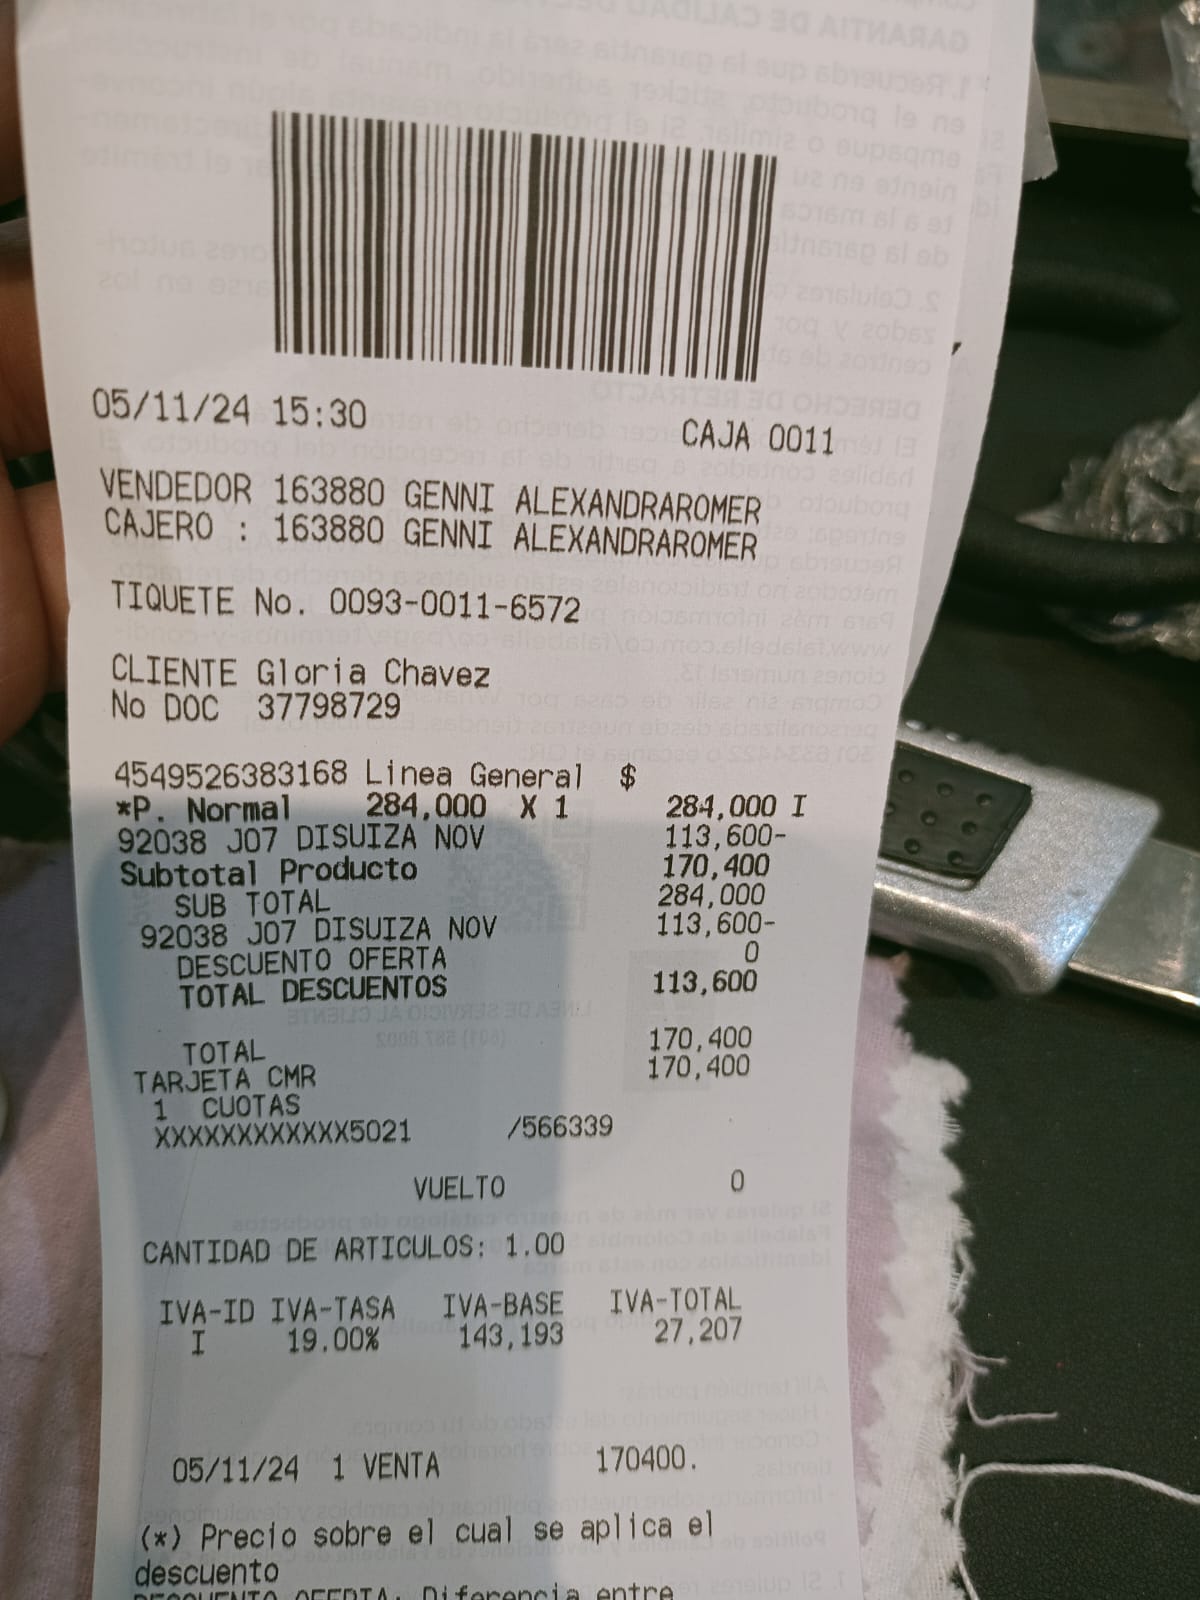 05/11/24 15:30 CAJA 0011
VENDEDOR 163880 GENNI ALEXANDRAROMER
CAJERO : 163880 GENNI ALEXANDRAROMER
TIQUETE No. 0093-0011-6572
CLIENTE Gloria Chavez
No DOC 37798729
4549526383168 Linea General $
*P. Normal 284,000 X 1 284,000 I
92038 J07 DISUIZA NOV 113,600-
Subtotal Producto 170,400
SUB TOTAL 284,000
92038 J07 DISUIZA NOV 113,600-
DESCUENTO OFERTA 0
TOTAL DESCUENTOS 113,600
TOTAL 170,400
TARJETA CMR 170,400
1 CUOTAS
XXXXXXXXXXXX5021 /566339
VUELTO 0
CANTIDAD DE ARTICULOS: 1.00
IVA-ID IVA-TASA IVA-BASE IVA-TOTAL
I 19.00% 143,193 27,207
05/11/24 1 VENTA 170400.
(*) Precio sobre el cual se aplica el
descuento
DESCUENTO OFERTA: Diferencia entre